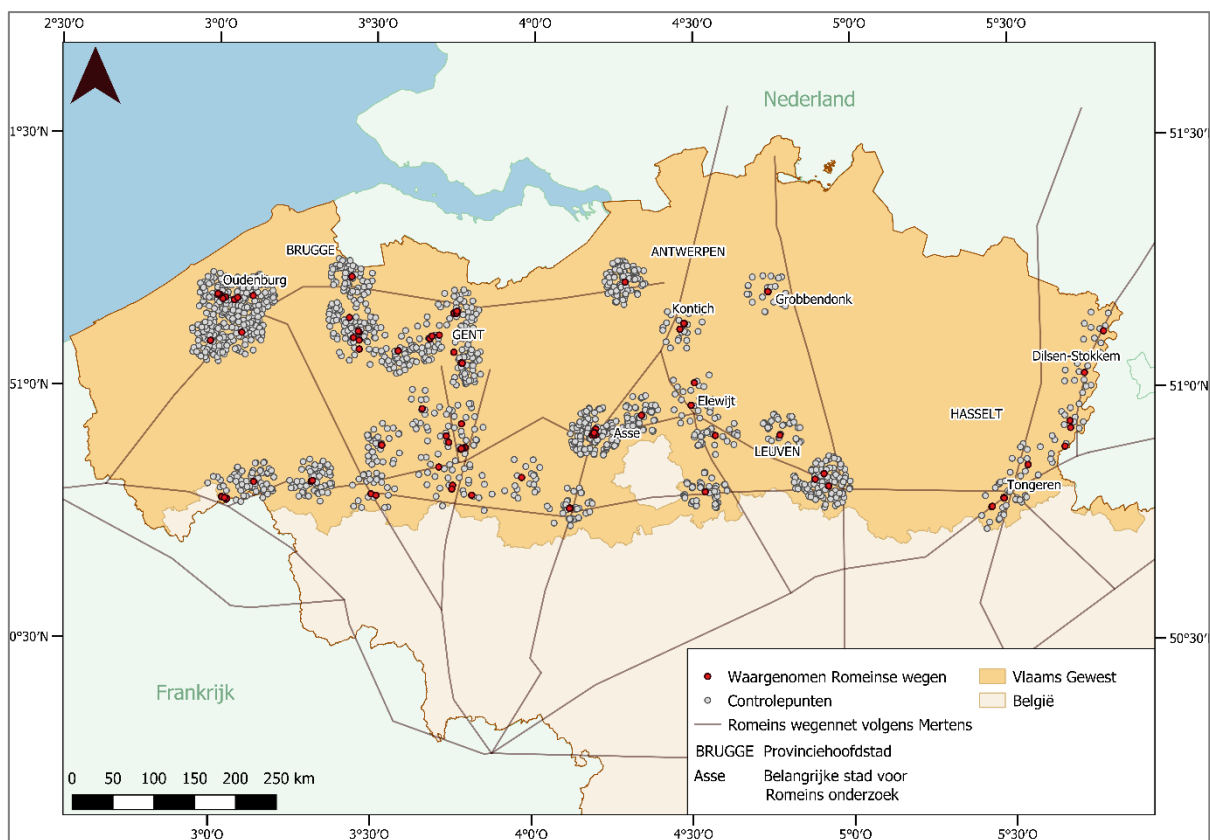 2°30′O 3°0′O 3°30′O 4°0′O 4°30′O 5°0′O 5°30′O
Nederland
1°30′N 51°30′N
BRUGGE ANTWERPEN
Oudenburg
Grobbendonk
Kontich
GENT
Dilsen-Stokkem
51°0′N 51°0′N
Elewijt HASSELT
Asse
LEUVEN
Tongeren
0°30′N 50°30′N
Frankrijk
Waargenomen Romeinse wegen Vlaams Gewest
Controlepunten België
Romeins wegennet volgens Mertens
BRUGGE Provinciehoofdstad
Asse Belangrijke stad voor
Romeins onderzoek
0 50 100 150 200 250 km
3°0′O 3°30′O 4°0′O 4°30′O 5°0′O 5°30′O